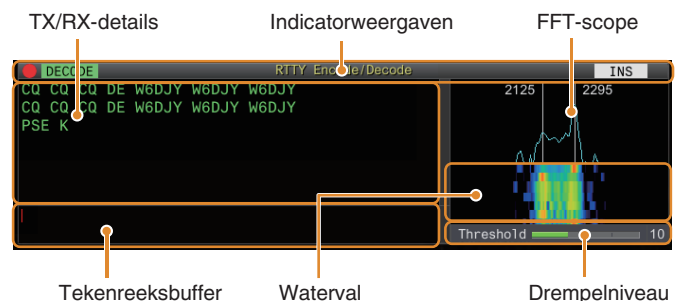 TX/RX-details Indicatorweergaven FFT-scope
DECODE RTTY Encode/Decode INS
CQ CQ CQ DE W6DJY W6DJY W6DJY
CQ CQ CQ DE W6DJY W6DJY W6DJY
PSE K
2125 2295
Threshold 10
Tekenreeksbuffer Waterval Drempelniveau